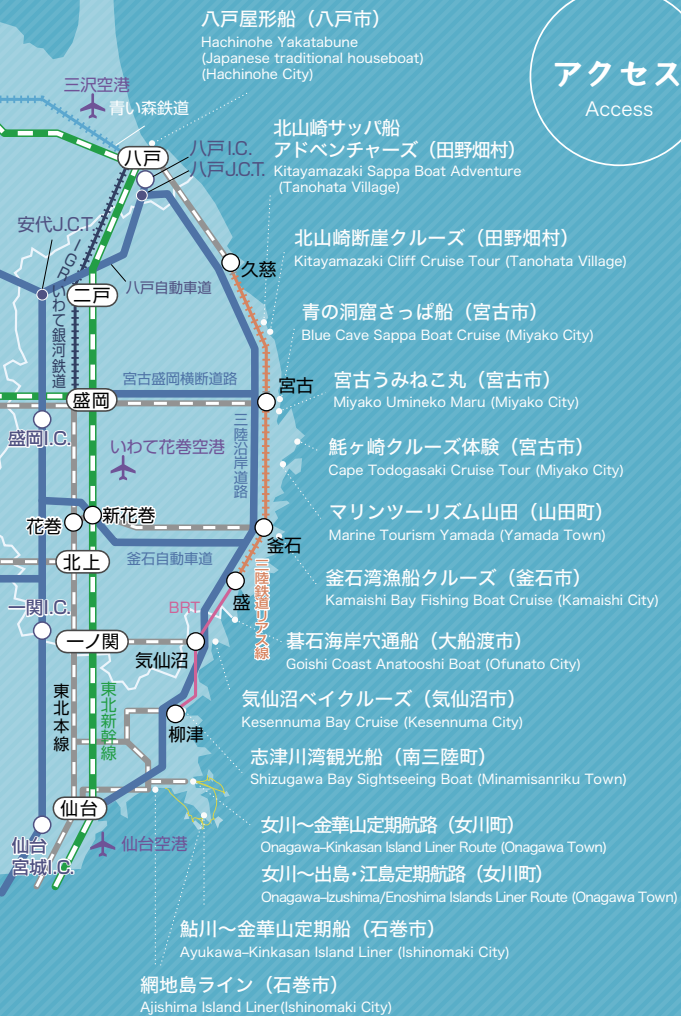 アクセス
Access
八戸屋形船（八戸市）
Hachinohe Yakatabune
(Japanese traditional houseboat)
(Hachinohe City)
三沢空港
青い森鉄道
八戸
八戸I.C.
八戸J.C.T.
北山崎サッパ船
アドベンチャーズ（田野畑村）
Kitayamazaki Sappa Boat Adventure
(Tanohata Village)
安代J.C.T.
IGRいわて銀河鉄道
二戸
八戸自動車道
久慈
北山崎断崖クルーズ（田野畑村）
Kitayamazaki Cliff Cruise Tour (Tanohata Village)
青の洞窟さっぱ船（宮古市）
Blue Cave Sappa Boat Cruise (Miyako City)
宮古盛岡横断道路
宮古
盛岡
宮古うみねこ丸（宮古市）
Miyako Umineko Maru (Miyako City)
盛岡I.C.
いわて花巻空港
三陸沿岸道路
魹ヶ崎クルーズ体験（宮古市）
Cape Todogasaki Cruise Tour (Miyako City)
マリンツーリズム山田（山田町）
Marine Tourism Yamada (Yamada Town)
花巻
新花巻
釜石
釜石自動車道
北上
三陸鉄道リアス線
釜石湾漁船クルーズ（釜石市）
Kamaishi Bay Fishing Boat Cruise (Kamaishi City)
盛
BRT
一関I.C.
一ノ関
気仙沼
碁石海岸穴通船（大船渡市）
Goishi Coast Anatooshi Boat (Ofunato City)
気仙沼ベイクルーズ（気仙沼市）
Kesennuma Bay Cruise (Kesennuma City)
東北本線
東北新幹線
柳津
志津川湾観光船（南三陸町）
Shizugawa Bay Sightseeing Boat (Minamisanriku Town)
仙台
仙台
宮城I.C.
仙台空港
女川〜金華山定期航路（女川町）
Onagawa–Kinkasan Island Liner Route (Onagawa Town)
女川〜出島・江島定期航路（女川町）
Onagawa–Izushima/Enoshima Islands Liner Route (Onagawa Town)
鮎川〜金華山定期船（石巻市）
Ayukawa–Kinkasan Island Liner (Ishinomaki City)
網地島ライン（石巻市）
Ajishima Island Liner(Ishinomaki City)